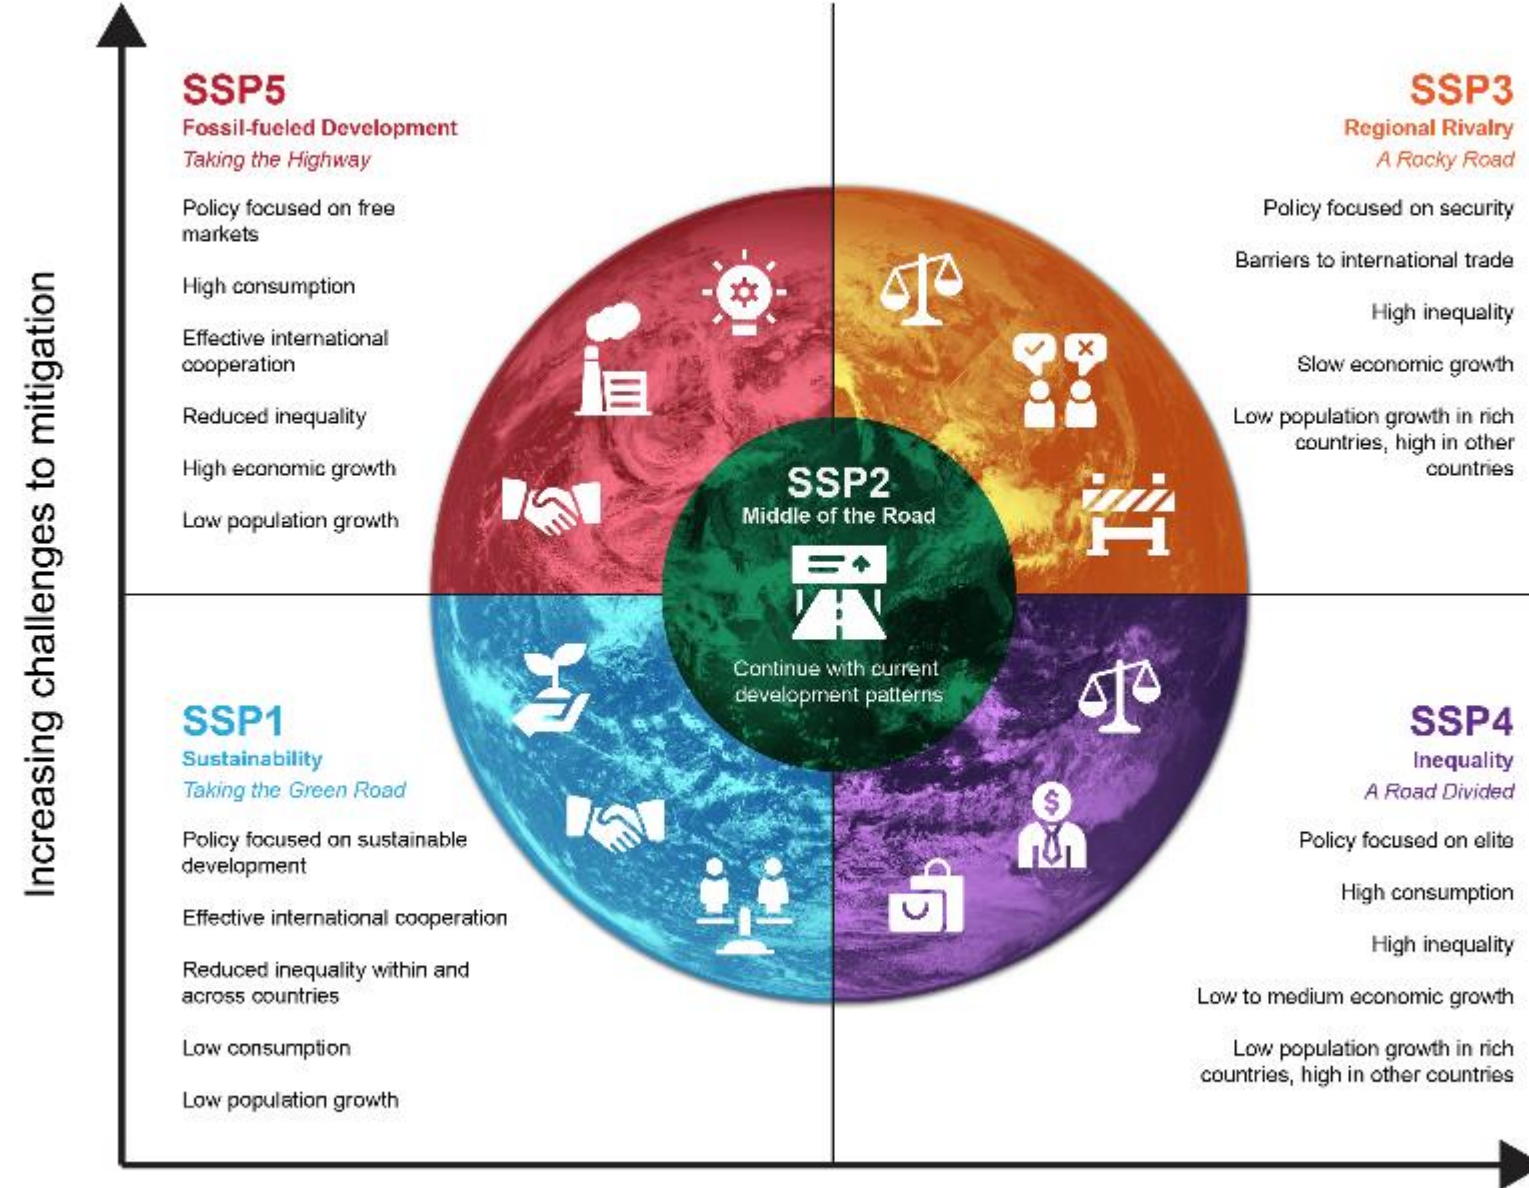 Increasing challenges to mitigation
SSP5
Fossil-fueled Development
Taking the Highway
Policy focused on free
markets
High consumption
Effective international
cooperation
Reduced inequality
High economic growth
Low population growth
SSP3
Regional Rivalry
A Rocky Road
Policy focused on security
Barriers to international trade
High inequality
Slow economic growth
Low population growth in rich
countries, high in other
countries
SSP2
Middle of the Road
Continue with current
development patterns
SSP1
Sustainability
Taking the Green Road
Policy focused on sustainable
development
Effective international cooperation
Reduced inequality within and
across countries
Low consumption
Low population growth
SSP4
Inequality
A Road Divided
Policy focused on elite
High consumption
High inequality
Low to medium economic growth
Low population growth in rich
countries, high in other countries
$